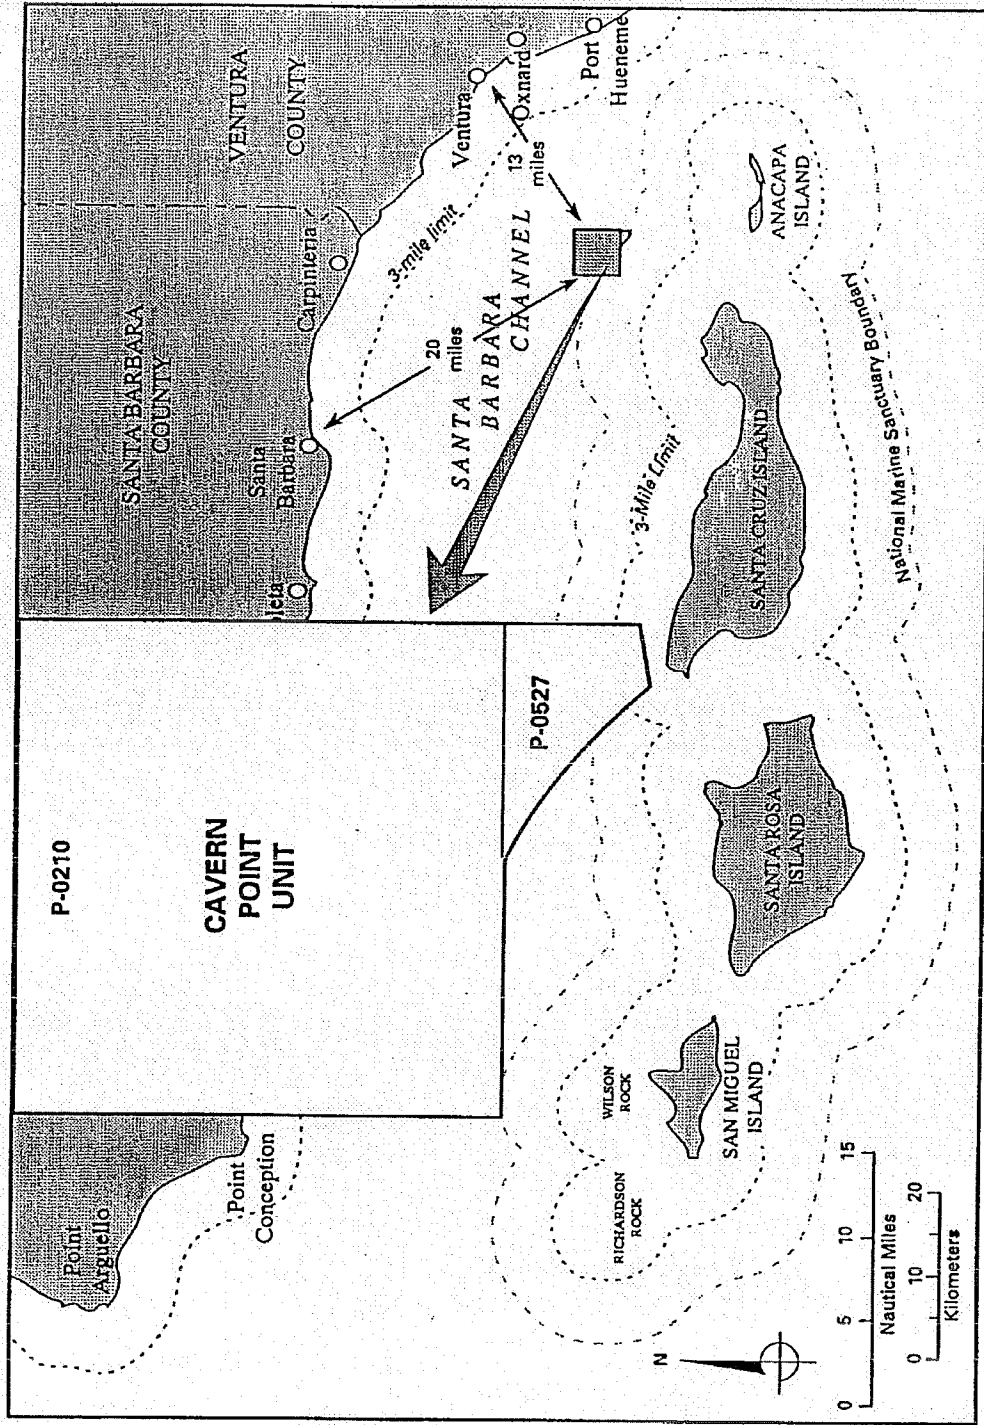 P-0210
CAVERN
POINT
UNIT
P-0527
Point
Arguello
Point
Conception
SANTA BARBARA
COUNTY
VENTURA
COUNTY
leta
Santa
Barbara
Carpinteria
Ventura
Oxnard
Port
Hueneme
3-mile limit
20
miles
13
miles
SANTA
BARBARA
CHANNEL
3-Mile Limit
RICHARDSON
ROCK
WILSON
ROCK
SAN MIGUEL
ISLAND
SANTA ROSA
ISLAND
SANTA CRUZ ISLAND
ANACAPA
ISLAND
National Marine Sanctuary Boundary
N
0 5 10 15
Nautical Miles
0 10 20
Kilometers